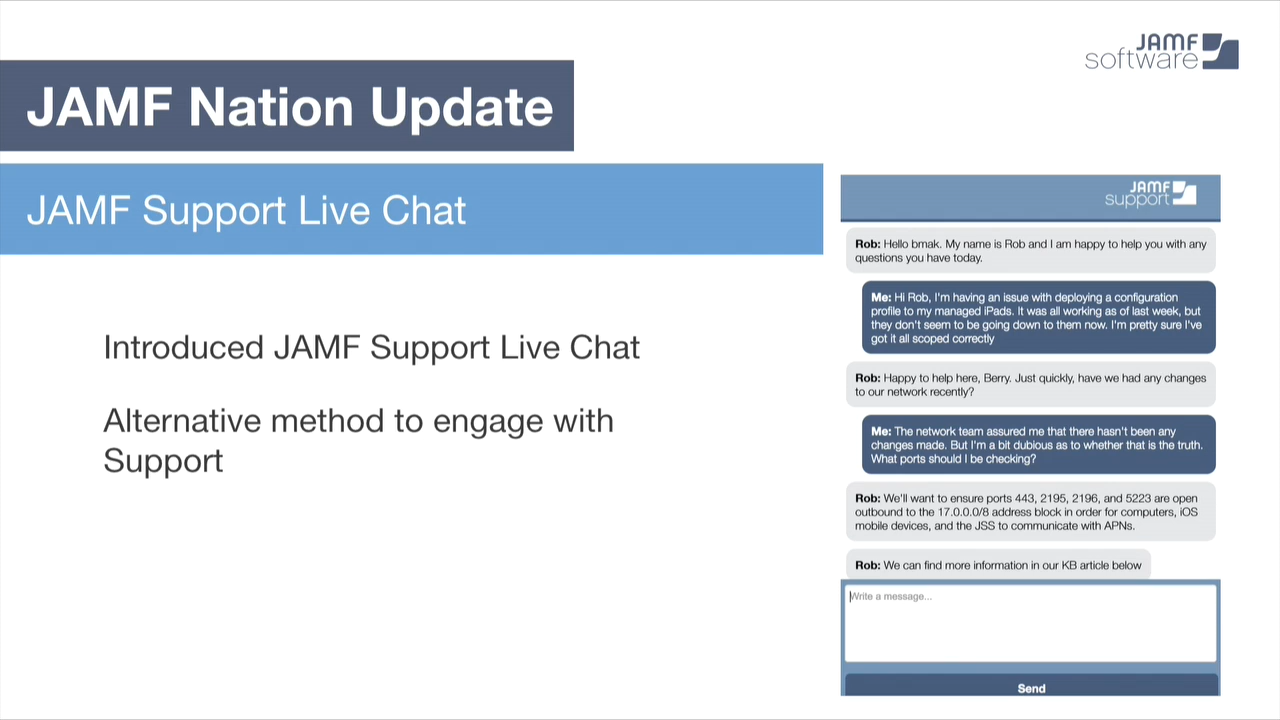 JAMF
software
JAMF Nation Update
JAMF Support Live Chat
Introduced JAMF Support Live Chat
Alternative method to engage with
Support
JAMF
support
Rob: Hello bmak. My name is Rob and I am happy to help you with any
questions you have today.
Me: Hi Rob, I'm having an issue with deploying a configuration
profile to my managed iPads. It was all working as of last week, but
they don't seem to be going down to them now. I'm pretty sure I've
got it all scoped correctly
Rob: Happy to help here, Berry. Just quickly, have we had any changes
to our network recently?
Me: The network team assured me that there hasn't been any
changes made. But I'm a bit dubious as to whether that is the truth.
What ports should I be checking?
Rob: We'll want to ensure ports 443, 2195, 2196, and 5223 are open
outbound to the 17.0.0.0/8 address block in order for computers, iOS
mobile devices, and the JSS to communicate with APNs.
Rob: We can find more information in our KB article below
Write a message...
Send